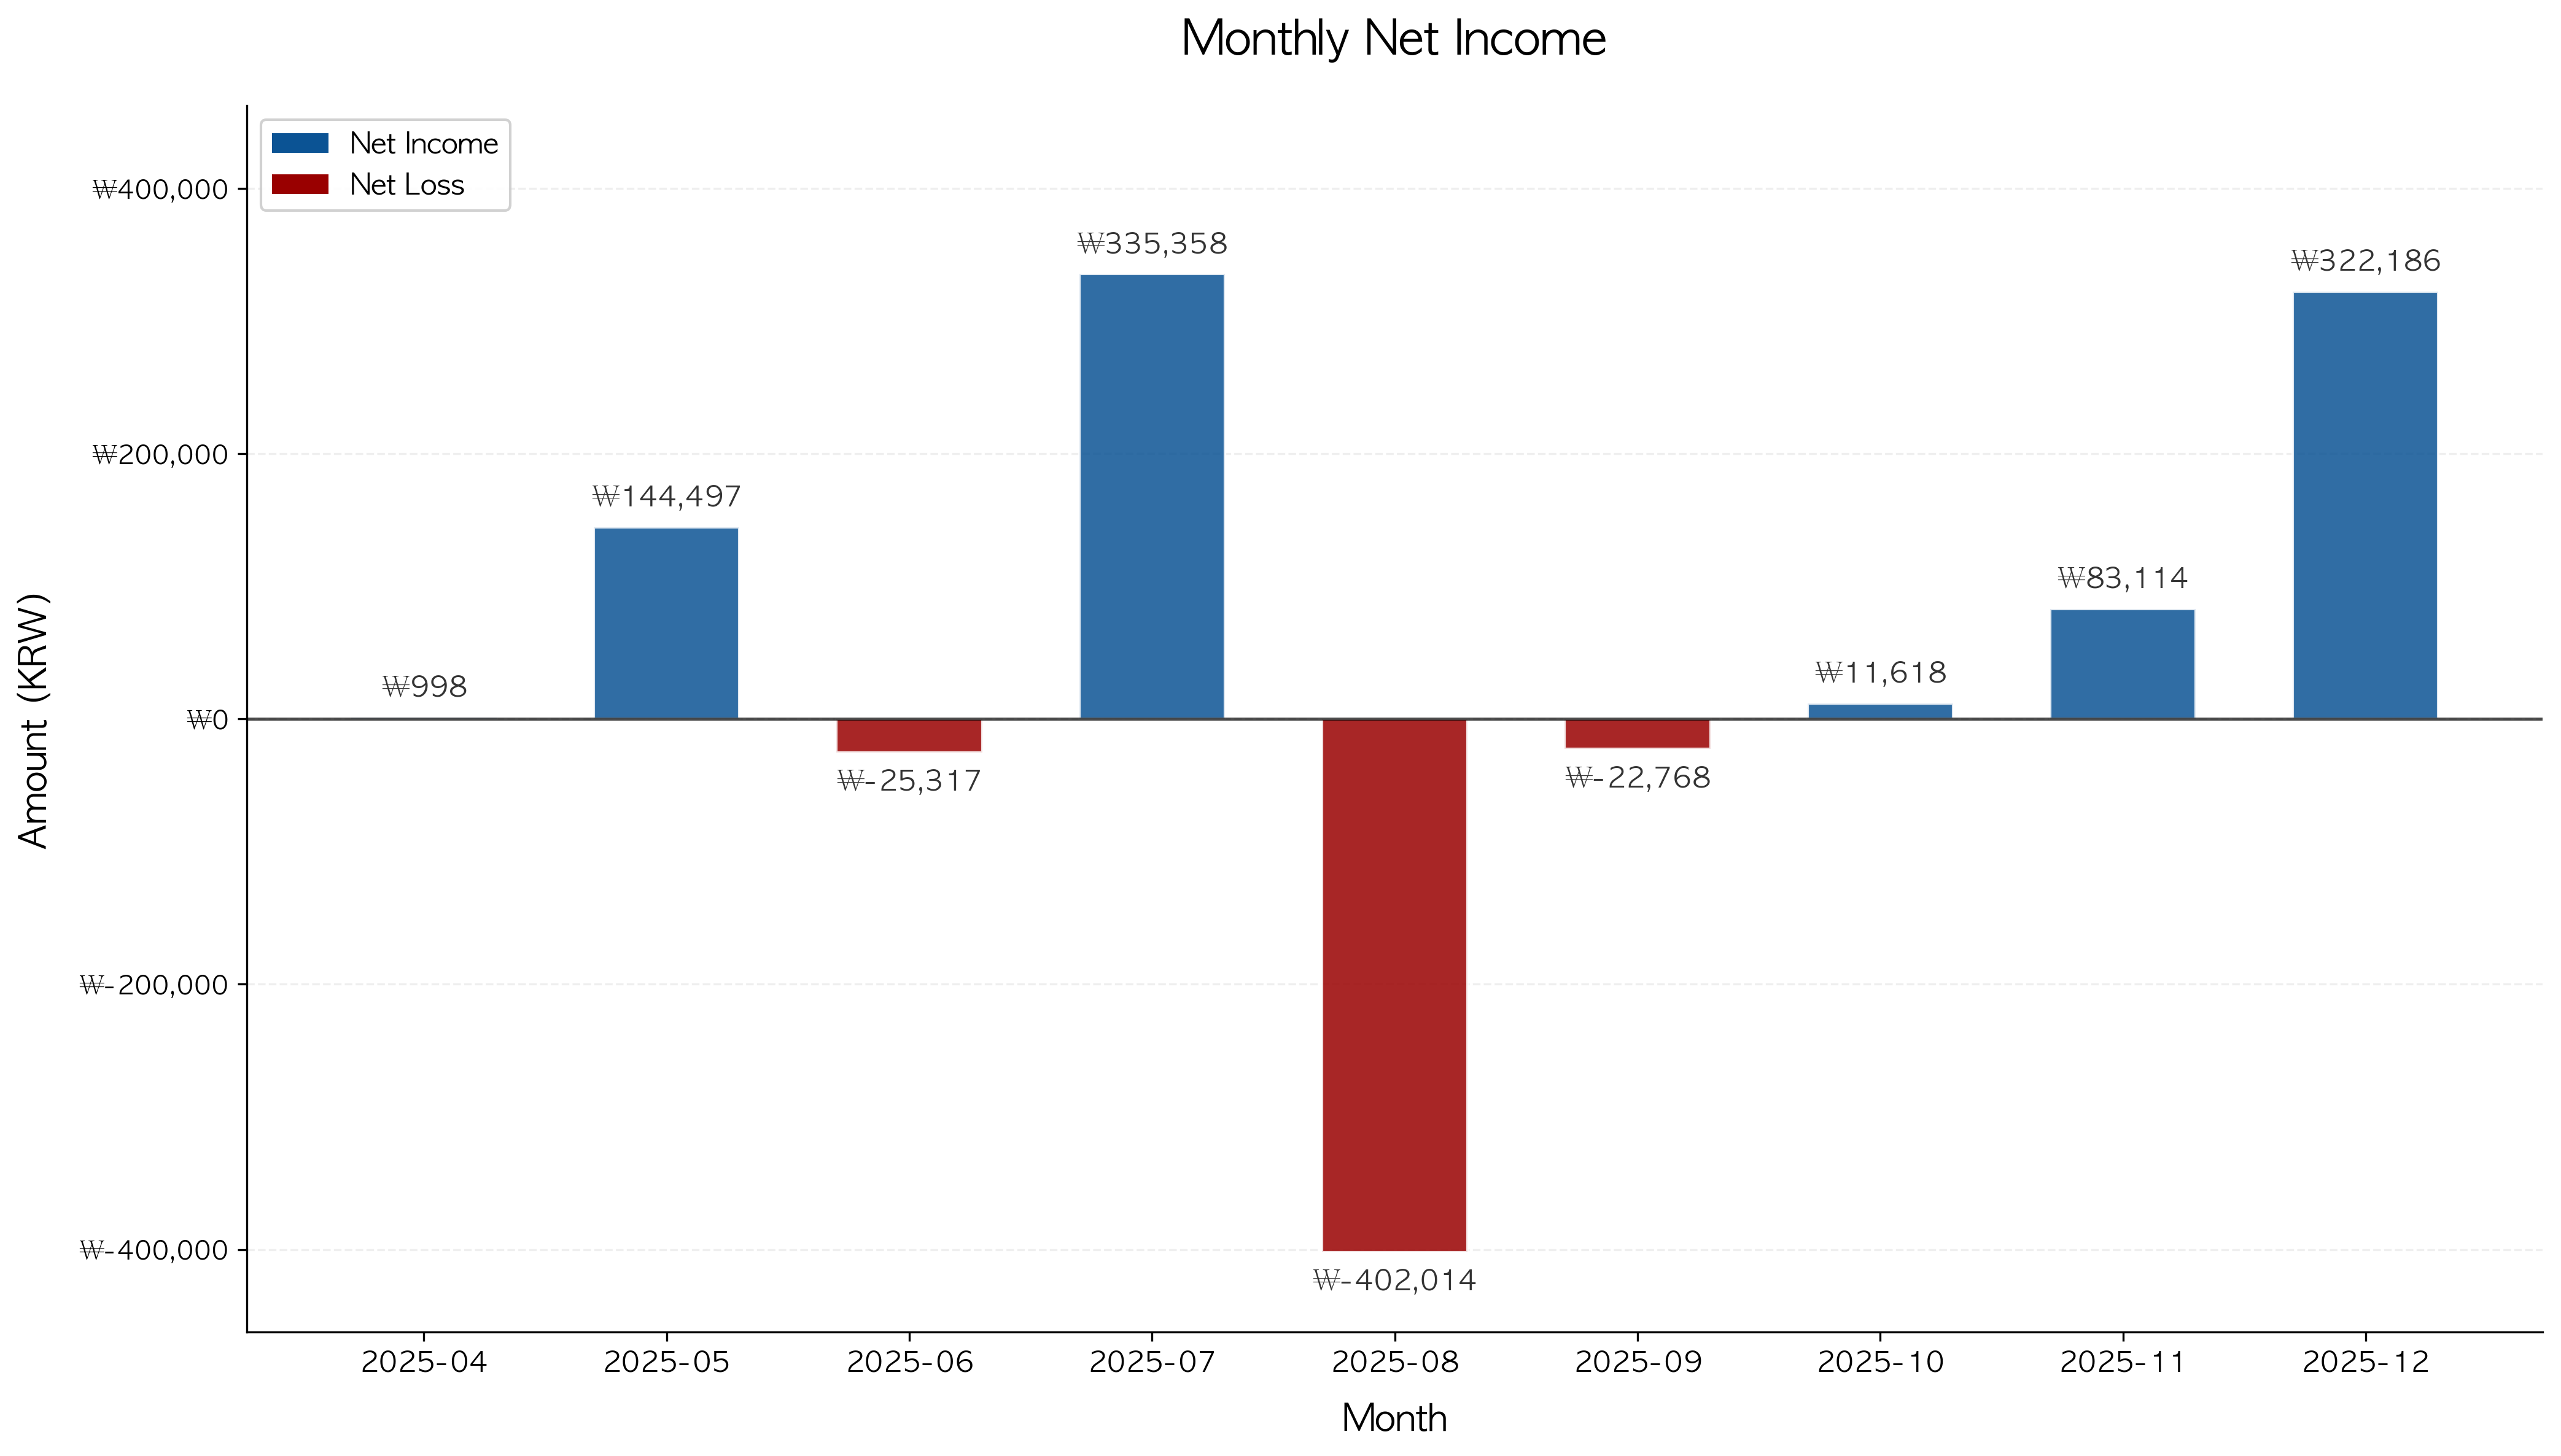 Monthly Net Income
Net Income
Net Loss
Amount (KRW)
₩400,000
₩200,000
₩0
₩-200,000
₩-400,000
₩998
₩144,497
₩-25,317
₩335,358
₩-402,014
₩-22,768
₩11,618
₩83,114
₩322,186
2025-04 2025-05 2025-06 2025-07 2025-08 2025-09 2025-10 2025-11 2025-12
Month